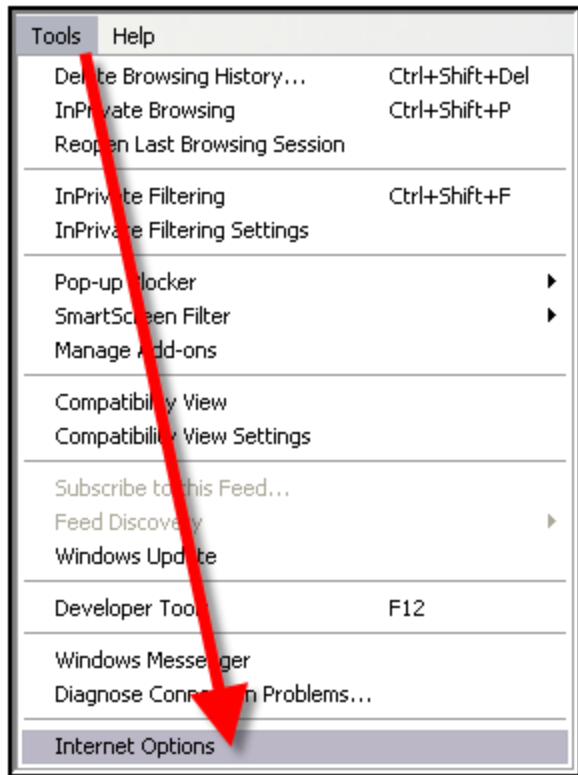 Tools Help
Delete Browsing History... Ctrl+Shift+Del
InPrivate Browsing Ctrl+Shift+P
Reopen Last Browsing Session
InPrivate Filtering Ctrl+Shift+F
InPrivate Filtering Settings
Pop-up Blocker
SmartScreen Filter
Manage Add-ons
Compatibility View
Compatibility View Settings
Subscribe to this Feed...
Feed Discovery
Windows Update
Developer Tools F12
Windows Messenger
Diagnose Connection Problems...
Internet Options